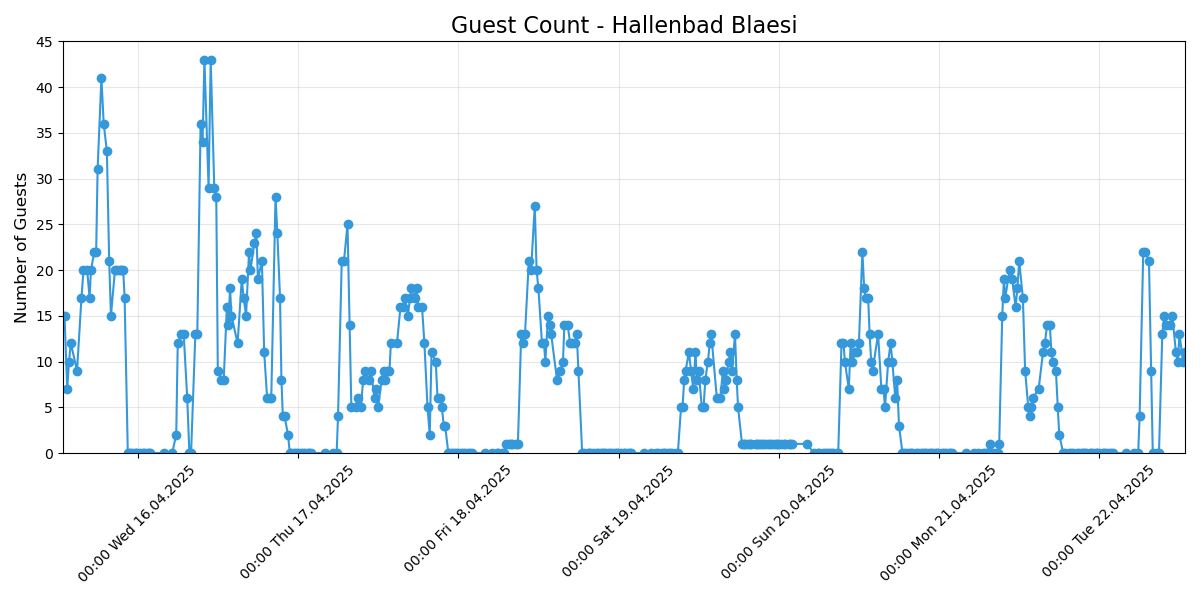 Guest Count - Hallenbad Blaesi
Number of Guests
45
40
35
30
25
20
15
10
5
0
00:00 Wed 16.04.2025
00:00 Thu 17.04.2025
00:00 Fri 18.04.2025
00:00 Sat 19.04.2025
00:00 Sun 20.04.2025
00:00 Mon 21.04.2025
00:00 Tue 22.04.2025